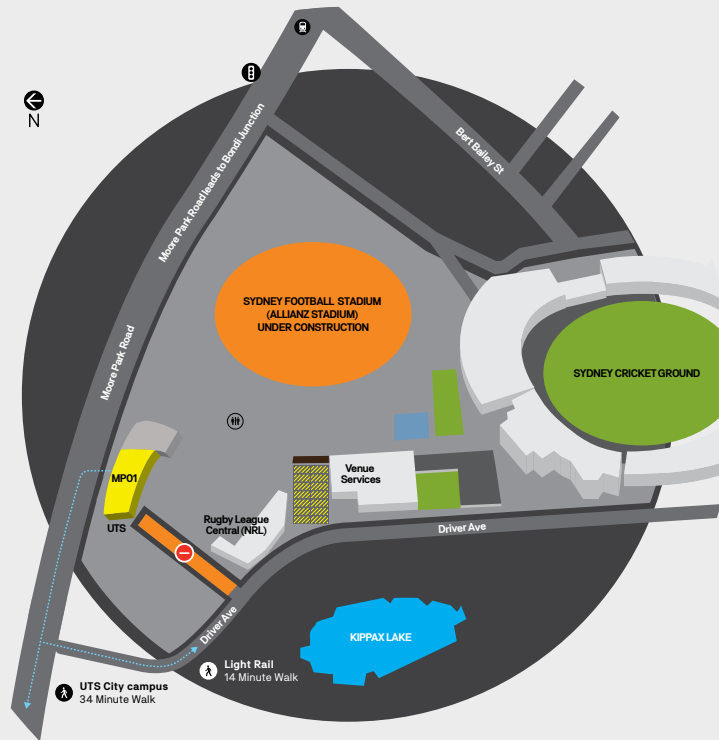 N
Moore Park Road leads to Bondi Junction
Bert Bailey St
SYDNEY FOOTBALL STADIUM
(ALLIANZ STADIUM)
UNDER CONSTRUCTION
Moore Park Road
SYDNEY CRICKET GROUND
MP01
Venue
Services
UTS
Rugby League
Central (NRL)
Driver Ave
Driver Ave
KIPPAX LAKE
Light Rail
14 Minute Walk
UTS City campus
34 Minute Walk